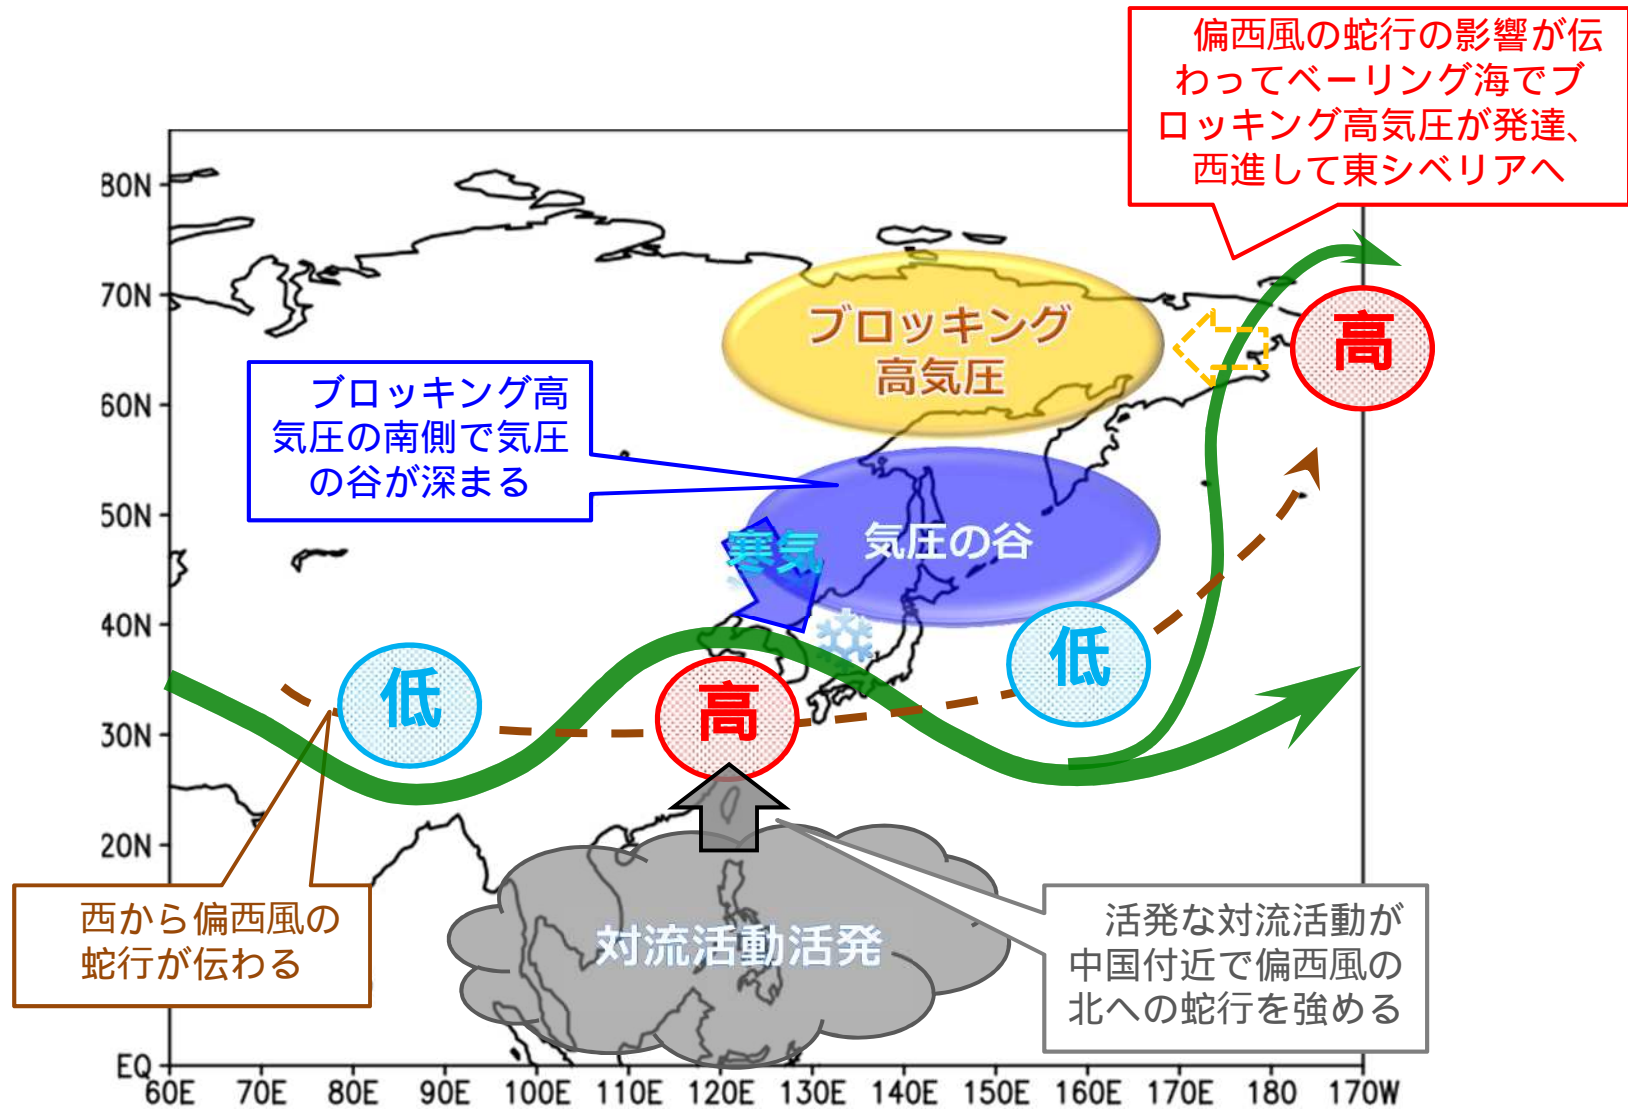 偏西風の蛇行の影響が伝
わってベーリング海でブ
ロッキング高気圧が発達、
西進して東シベリアへ
80N
70N
60N
50N
40N
30N
20N
EQ
ブロッキング
高気圧
高
ブロッキング高
気圧の南側で気圧
の谷が深まる
寒気
気圧の谷
低
高
低
西から偏西風の
蛇行が伝わる
対流活動活発
活発な対流活動が
中国付近で偏西風の
北への蛇行を強める
60E 70E 80E 90E 100E 110E 120E 130E 140E 150E 160E 170E 180 170W